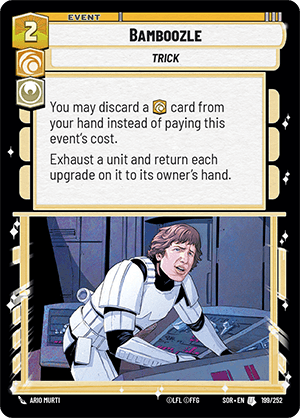 EVENT
2
BAMBOOZLE
TRICK
You may discard a card from
your hand instead of paying this
event's cost.
Exhaust a unit and return each
upgrade on it to its owner's hand.
ARIO MURTI
©LFL ©FFG
SOR • EN
199/252